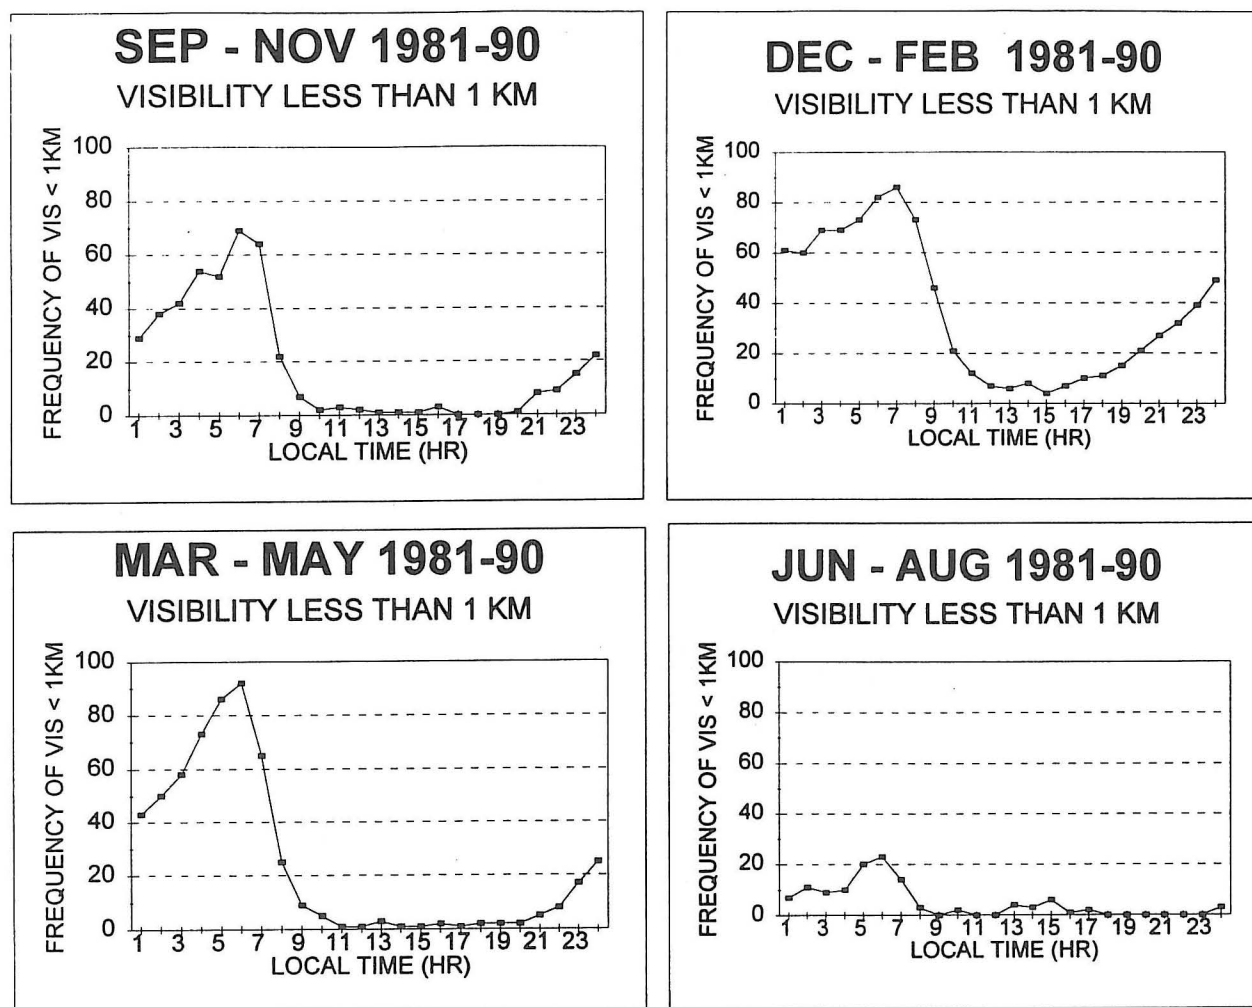 SEP - NOV 1981-90
VISIBILITY LESS THAN 1 KM
FREQUENCY OF VIS < 1KM
100
80
60
40
20
0
1 3 5 7 9 11 13 15 17 19 21 23
LOCAL TIME (HR)
DEC - FEB 1981-90
VISIBILITY LESS THAN 1 KM
FREQUENCY OF VIS < 1KM
100
80
60
40
20
0
1 3 5 7 9 11 13 15 17 19 21 23
LOCAL TIME (HR)
MAR - MAY 1981-90
VISIBILITY LESS THAN 1 KM
FREQUENCY OF VIS < 1KM
100
80
60
40
20
0
1 3 5 7 9 11 13 15 17 19 21 23
LOCAL TIME (HR)
JUN - AUG 1981-90
VISIBILITY LESS THAN 1 KM
FREQUENCY OF VIS < 1KM
100
80
60
40
20
0
1 3 5 7 9 11 13 15 17 19 21 23
LOCAL TIME (HR)